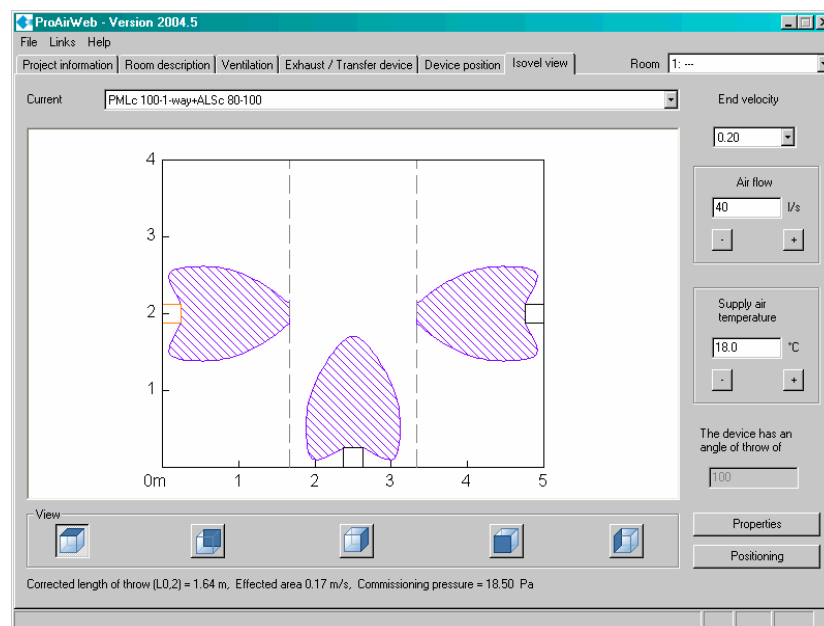 ProAirWeb - Version 2004.5
File Links Help
Project information Room description Ventilation Exhaust / Transfer device Device position Isovel view Room 1: ---
Current PMLc 100-1-way+ALSc 80-100
End velocity
0.20
Air flow
40 l/s
- +
Supply air
temperature
18.0 °C
- +
The device has an
angle of throw of
100
4
3
2
1
0m 1 2 3 4 5
View
Properties
Positioning
Corrected length of throw (L0,2) = 1.64 m, Effected area 0.17 m/s, Commissioning pressure = 18.50 Pa